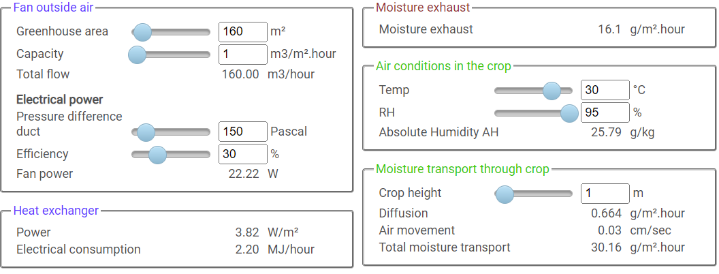 Fan outside air
Greenhouse area 160 m²
Capacity 1 m3/m².hour
Total flow 160.00 m3/hour
Electrical power
Pressure difference
duct 150 Pascal
Efficiency 30 %
Fan power 22.22 W
Heat exchanger
Power 3.82 W/m²
Electrical consumption 2.20 MJ/hour
Moisture exhaust
Moisture exhaust 16.1 g/m².hour
Air conditions in the crop
Temp 30 °C
RH 95 %
Absolute Humidity AH 25.79 g/kg
Moisture transport through crop
Crop height 1 m
Diffusion 0.664 g/m².hour
Air movement 0.03 cm/sec
Total moisture transport 30.16 g/m².hour